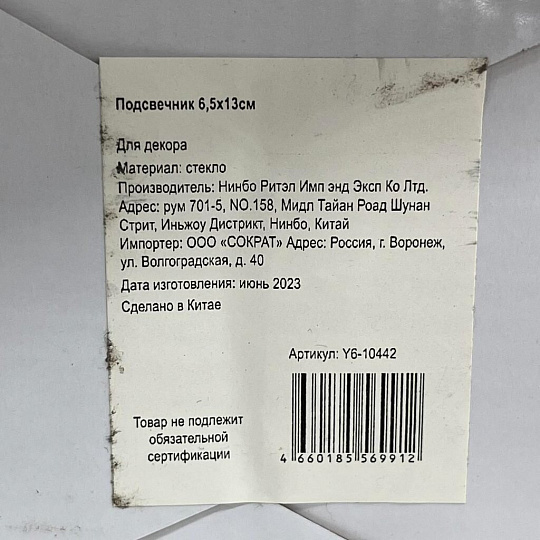 Подсвечник 6,5х13см
Для декора
Материал: стекло
Производитель: Нинбо Ритэл Имп энд Эксп Ко Лтд.
Адрес: рум 701-5, NO.158, Мидл Тайан Роад Шунан
Стрит, Иньжоу Дистрикт, Нинбо, Китай
Импортер: ООО «СОКРАТ» Адрес: Россия, г. Воронеж,
ул. Волгоградская, д. 40
Дата изготовления: июнь 2023
Сделано в Китае
Артикул: Y6-10442
Товар не подлежит
обязательной
сертификации
4 660185 569912